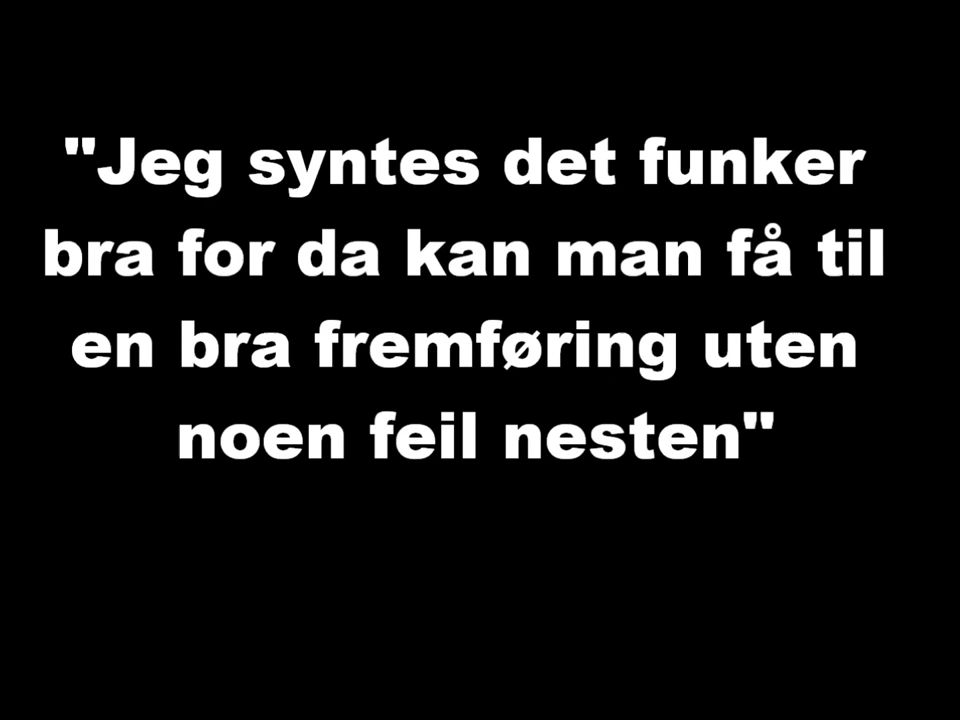 "Jeg syntes det funker
bra for da kan man få til
en bra fremføring uten
noen feil nesten"